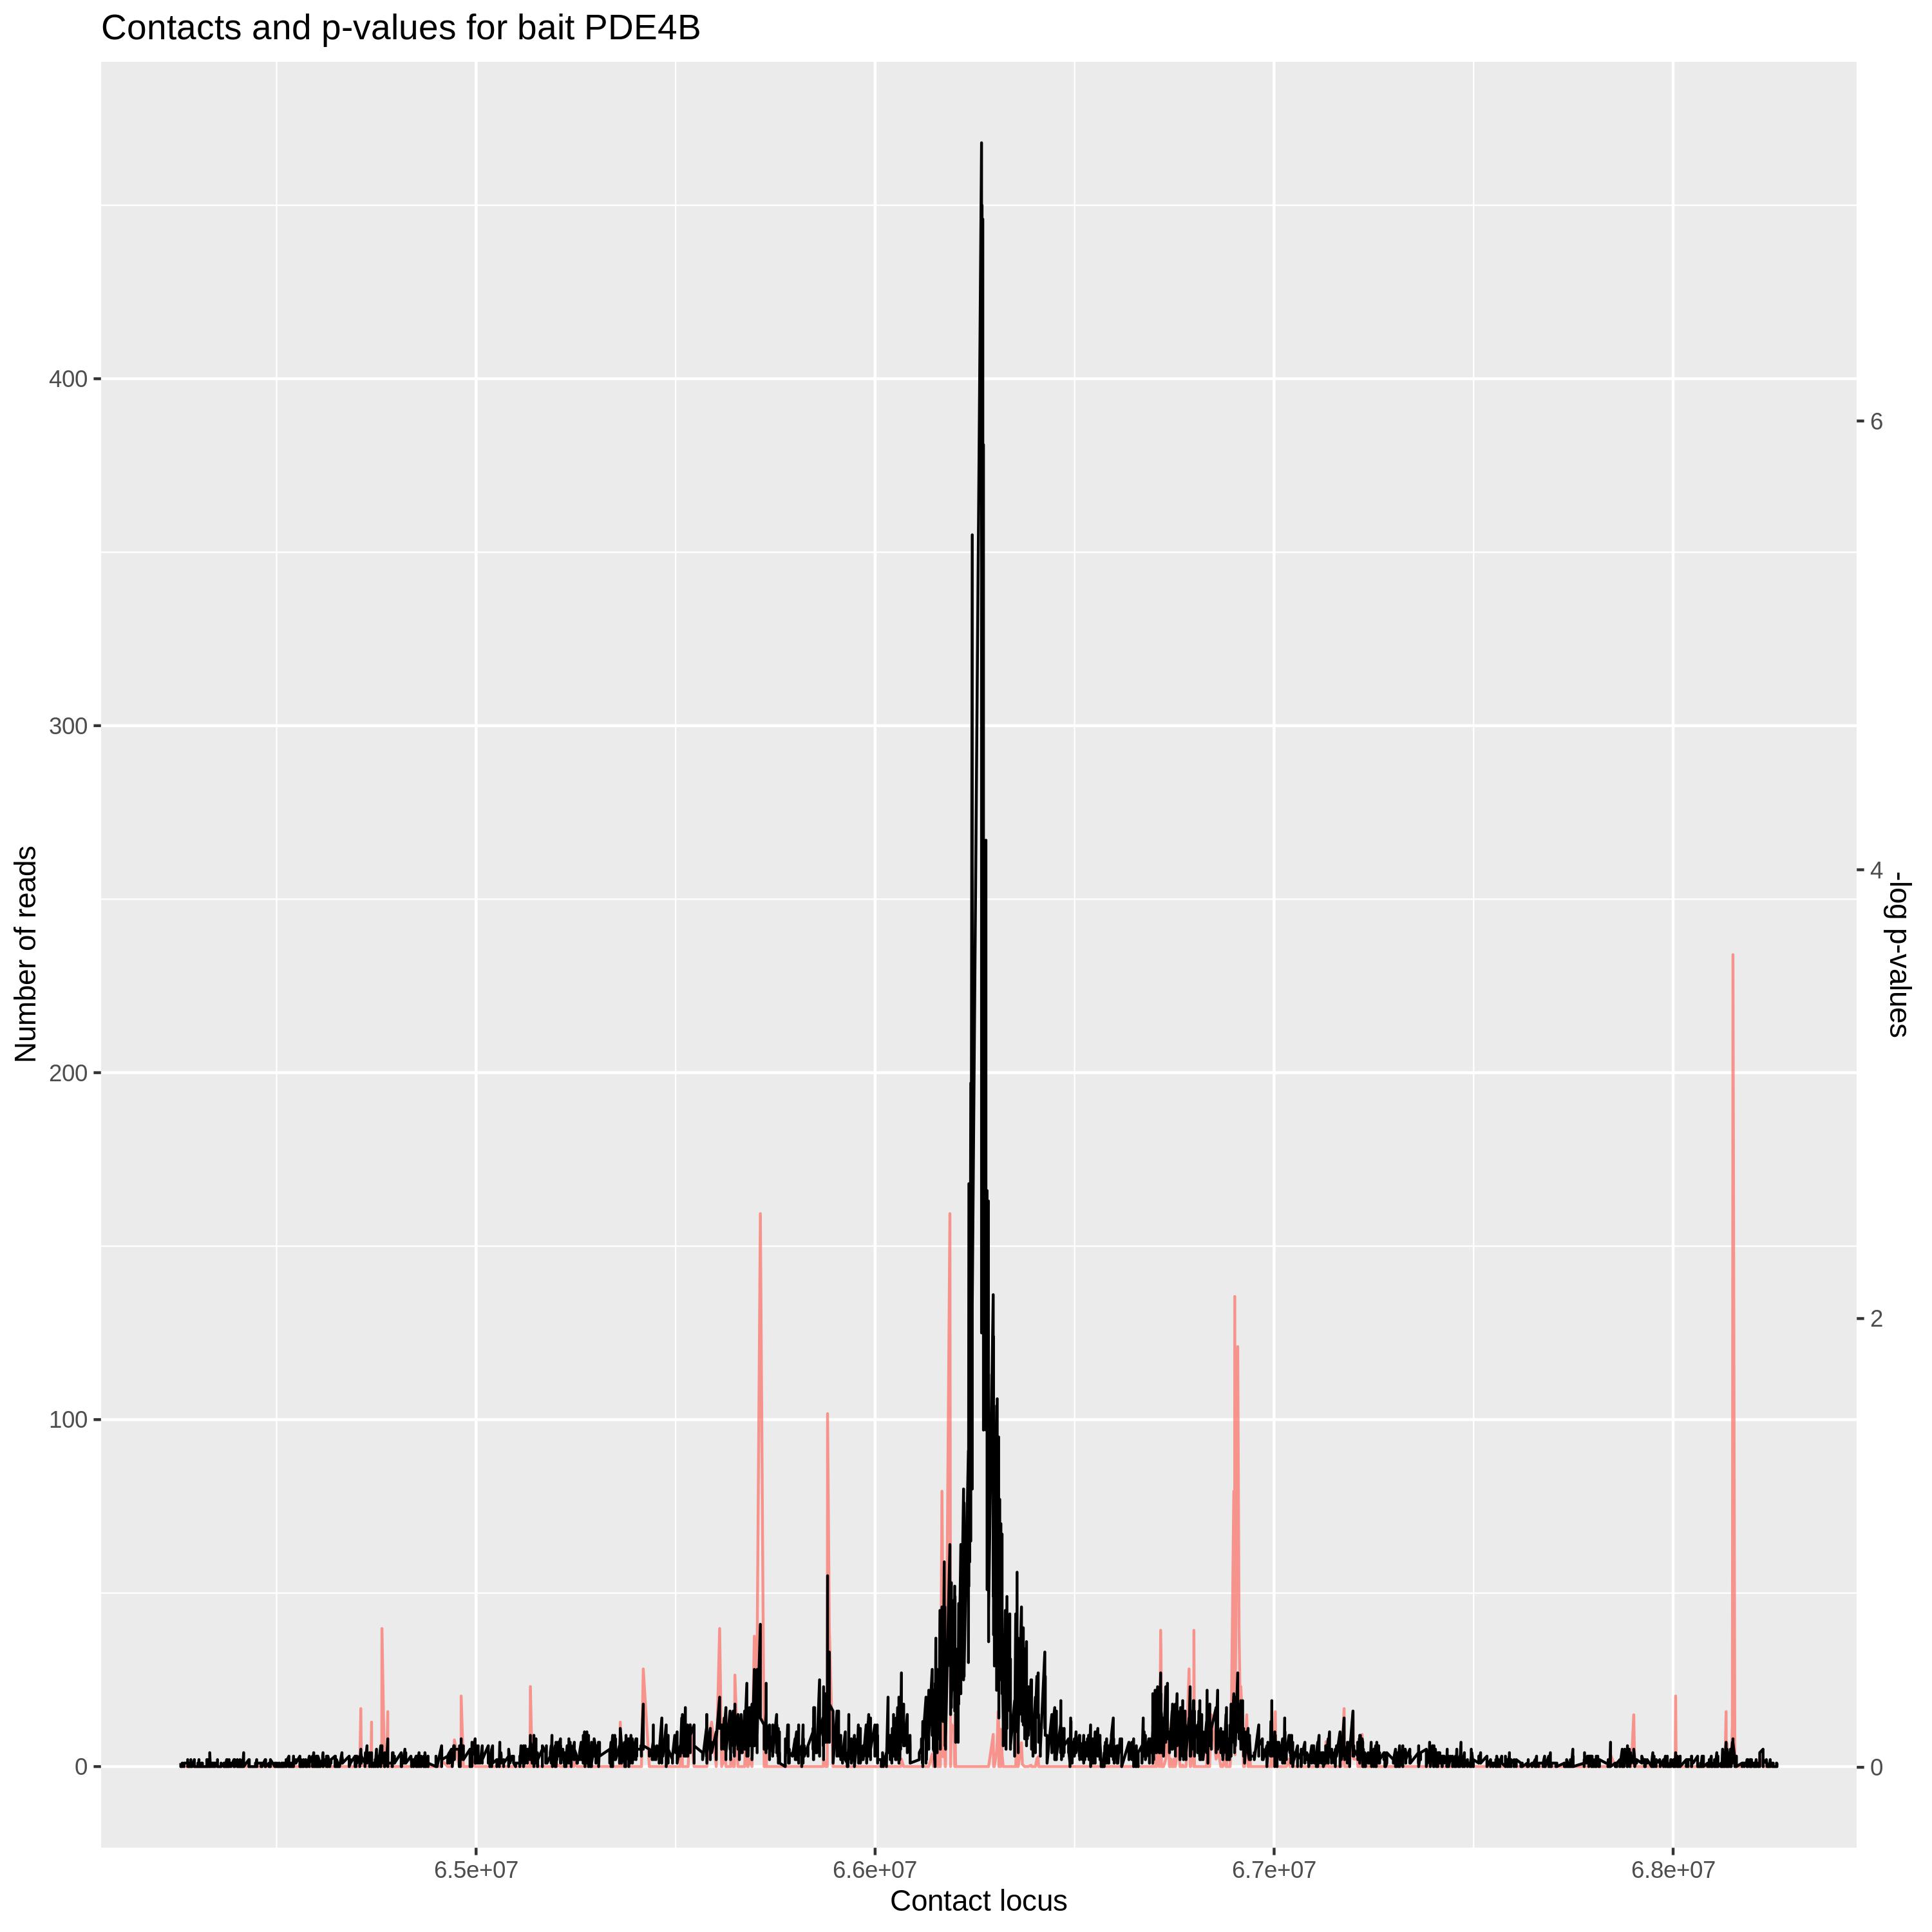 Contacts and p-values for bait PDE4B
Number of reads
400
300
200
100
0
6
4
2
0
-log p-values
6.5e+07
6.6e+07
6.7e+07
6.8e+07
Contact locus